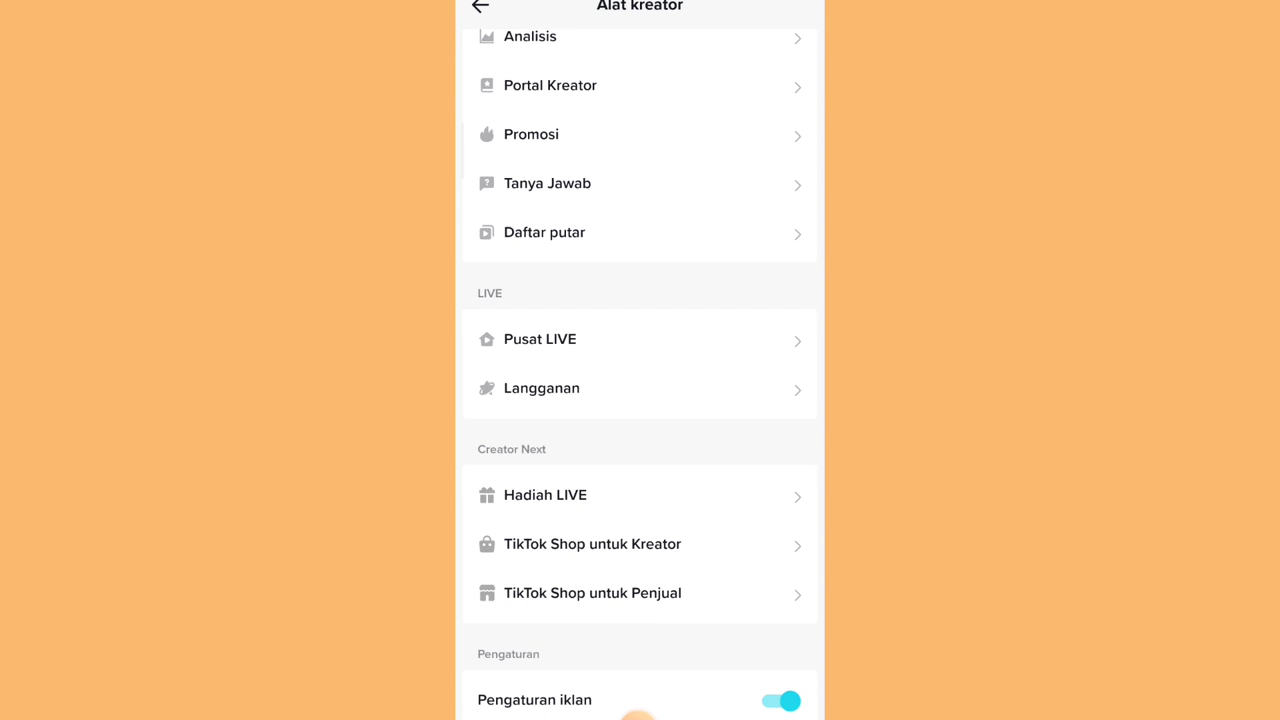 Alat kreator
Analisis
Portal Kreator
Promosi
Tanya Jawab
Daftar putar
LIVE
Pusat LIVE
Langganan
Creator Next
Hadiah LIVE
TikTok Shop untuk Kreator
TikTok Shop untuk Penjual
Pengaturan
Pengaturan iklan